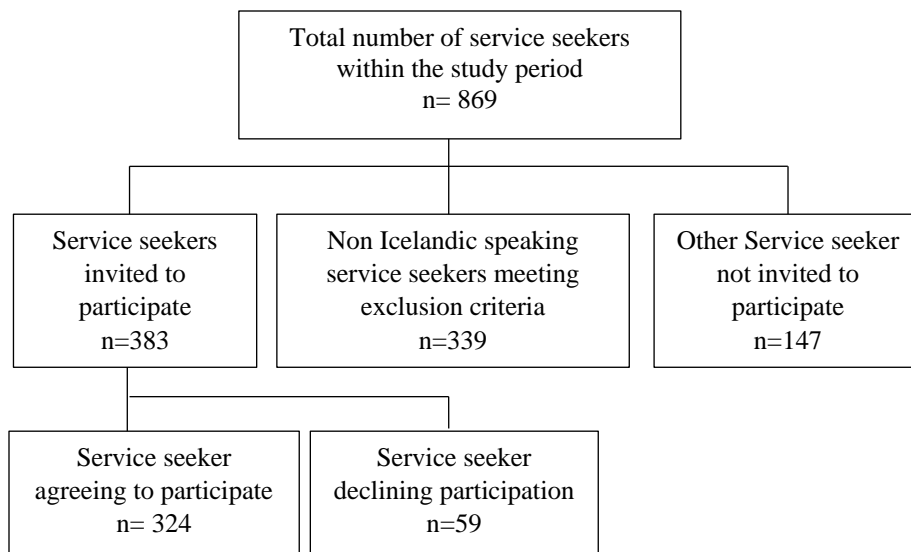 Total number of service seekers
within the study period
n= 869
Service seekers
invited to
participate
n=383
Non Icelandic speaking
service seekers meeting
exclusion criteria
n=339
Other Service seeker
not invited to
participate
n=147
Service seeker
agreeing to participate
n= 324
Service seeker
declining participation
n=59